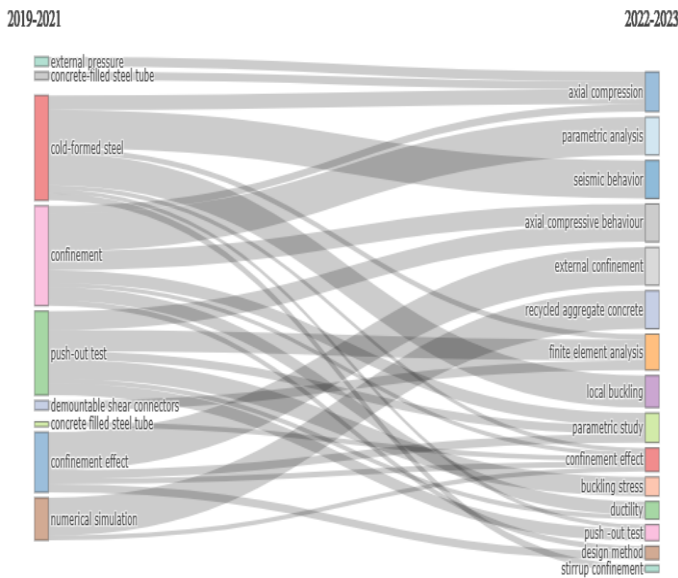 2019-2021
2022-2023
external pressure
concrete-filled steel tube
cold-formed steel
confinement
push-out test
demountable shear connectors
concrete filled steel tube
confinement effect
numerical simulation
axial compression
parametric analysis
seismic behavior
axial compressive behaviour
external confinement
recycled aggregate concrete
finite element analysis
local buckling
parametric study
confinement effect
buckling stress
ductility
push -out test
design method
stirrup confinement